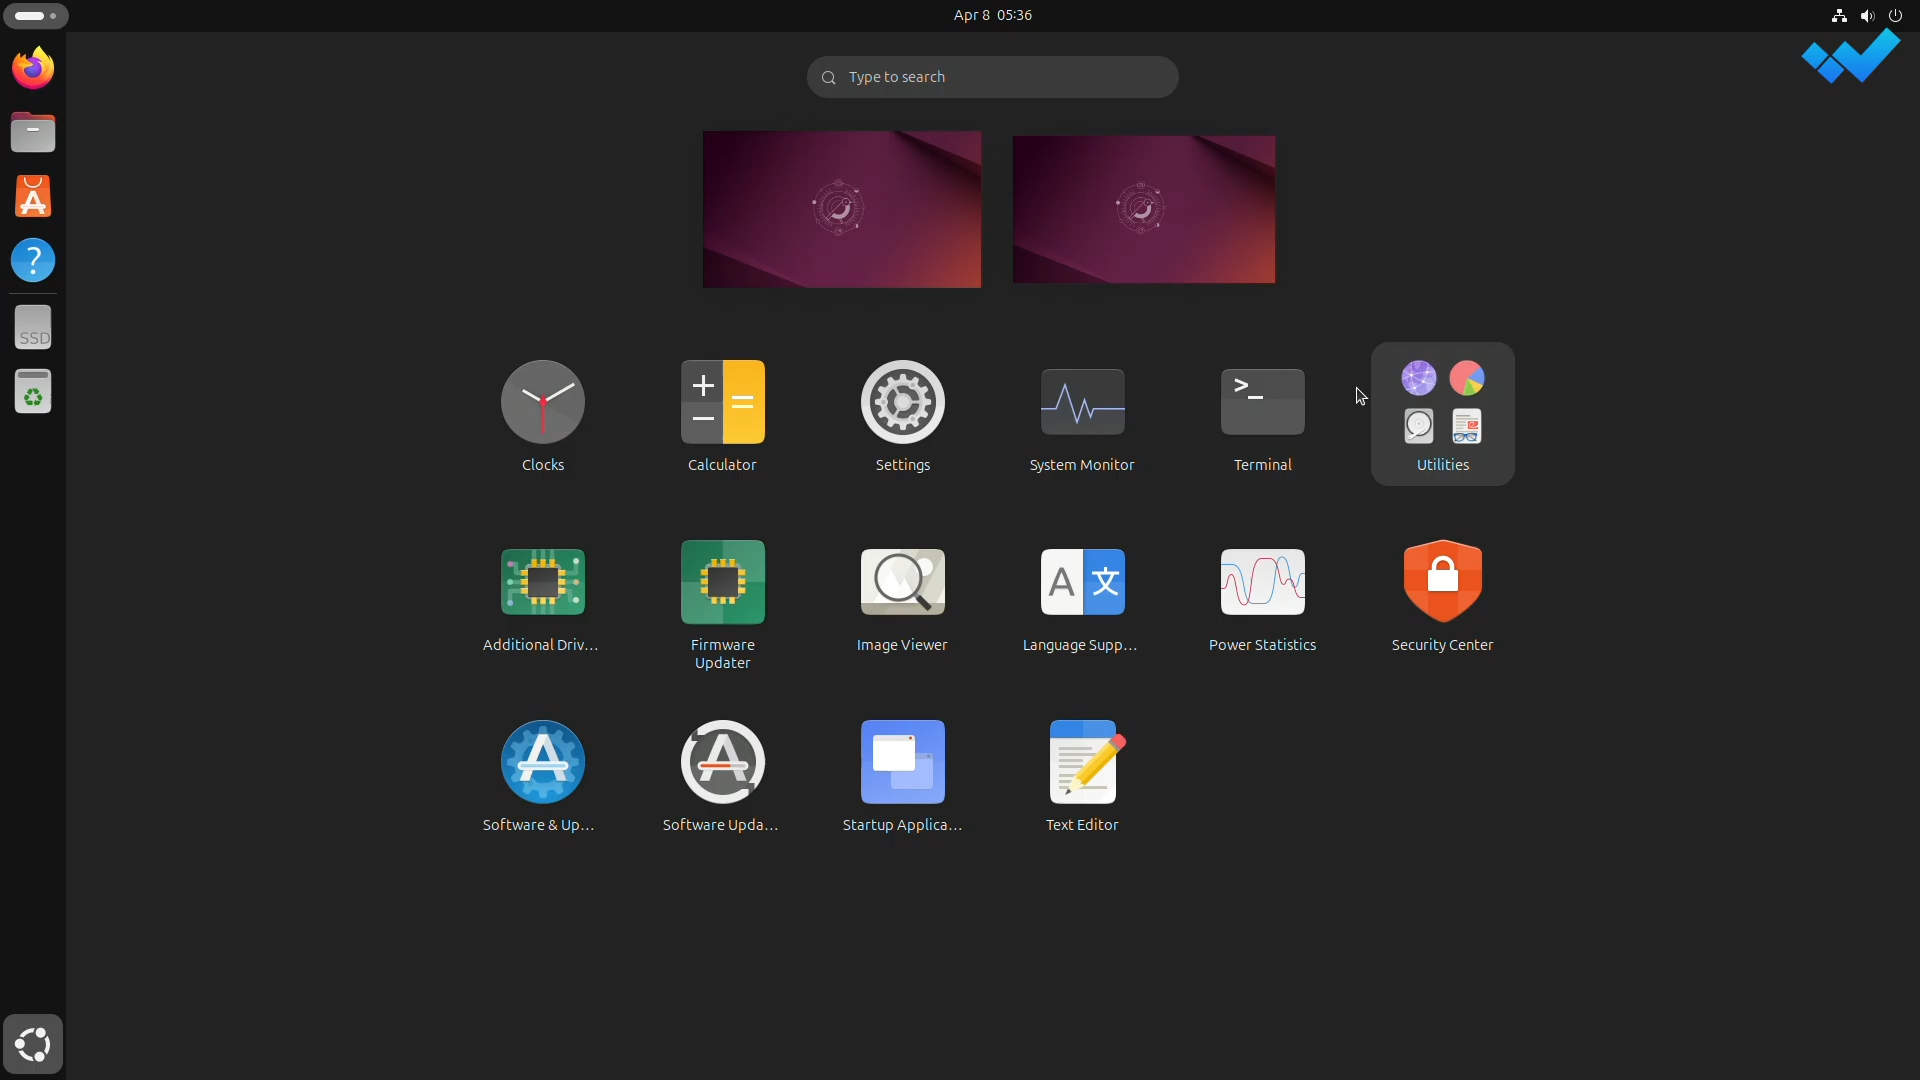 Apr 8 05:36
Type to search
SSD
Clocks
Calculator
Settings
System Monitor
Terminal
Utilities
Additional Driv...
Firmware
Updater
Image Viewer
Language Supp...
Power Statistics
Security Center
Software & Up...
Software Upda...
Startup Applica...
Text Editor